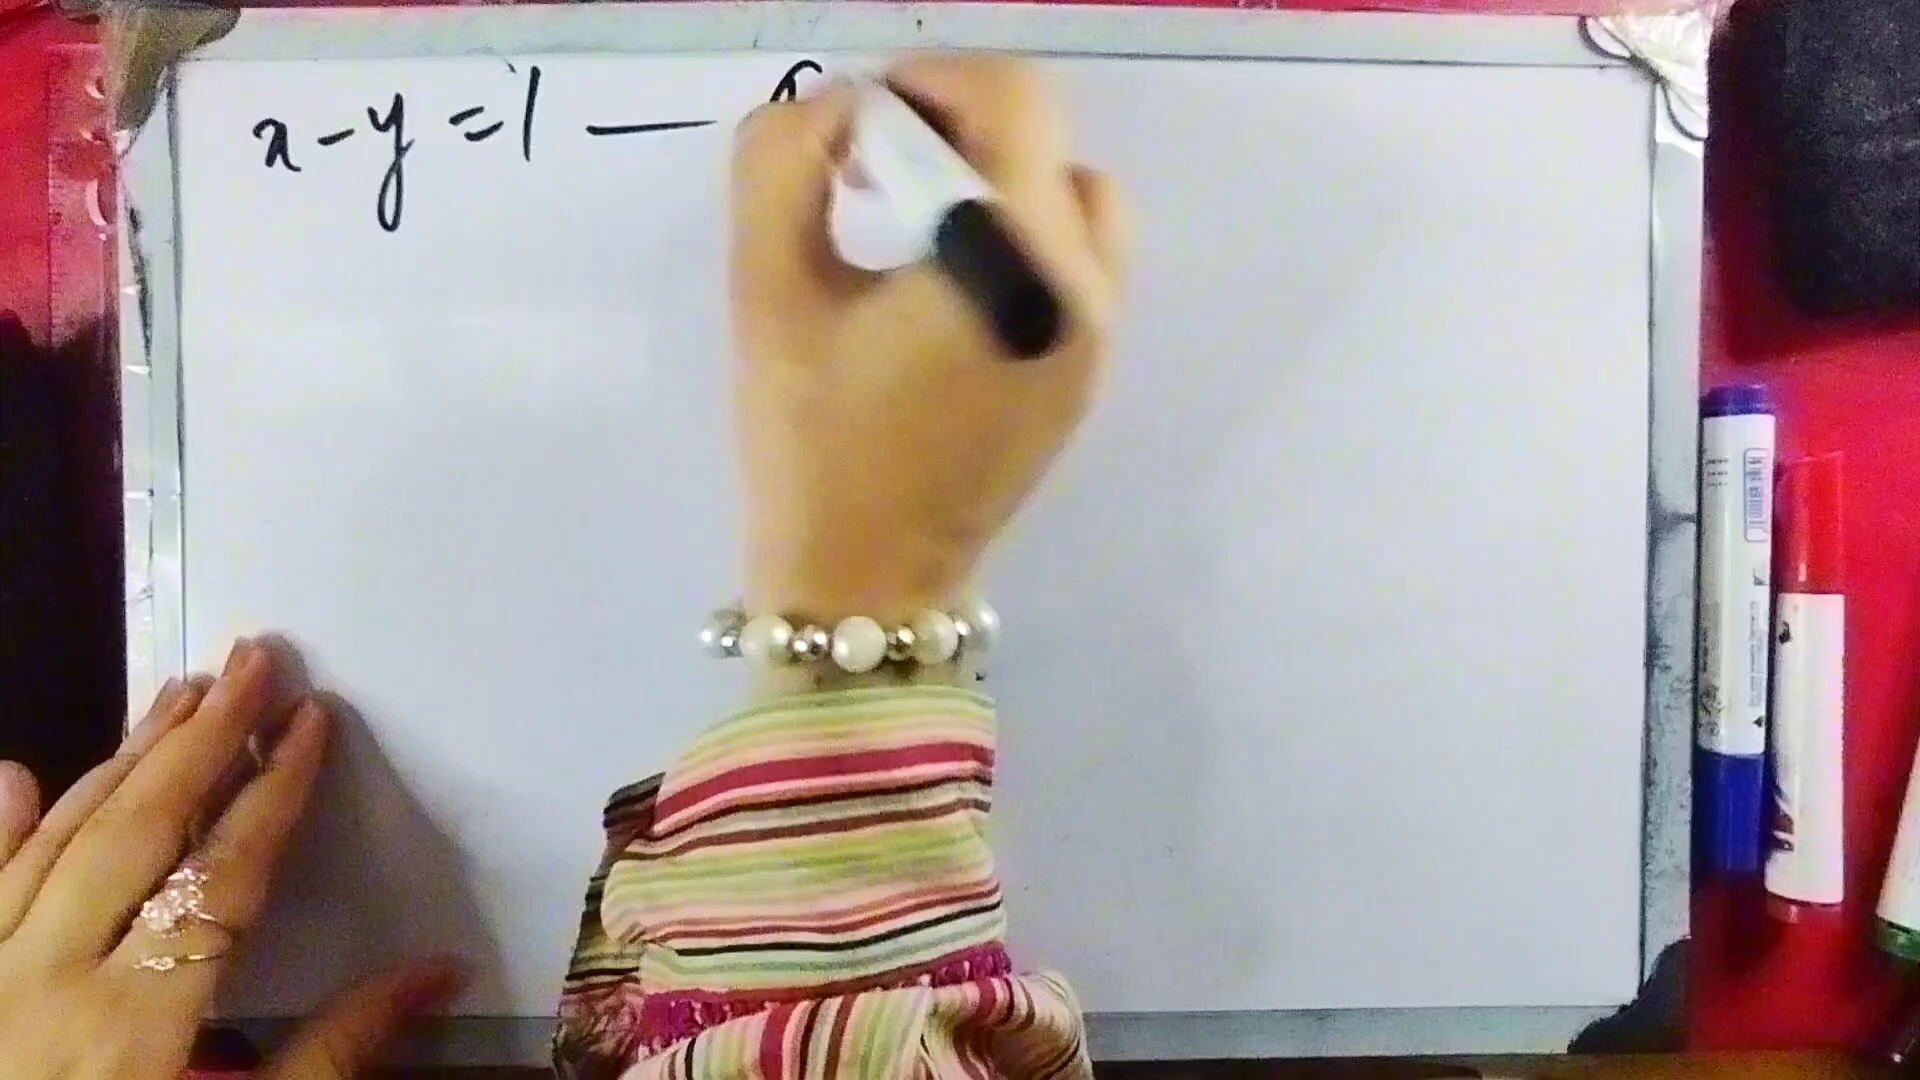 x - y = 1 —